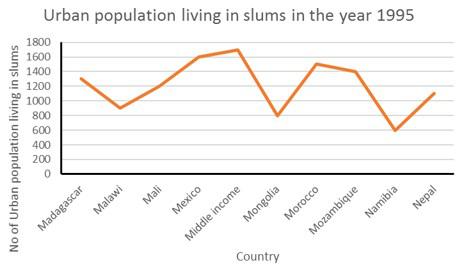 Urban population living in slums in the year 1995
No of Urban population living in slums
1800
1600
1400
1200
1000
800
600
400
200
0
Madagascar
Malawi
Mali
Mexico
Middle income
Mongolia
Morocco
Mozambique
Namibia
Nepal
Country